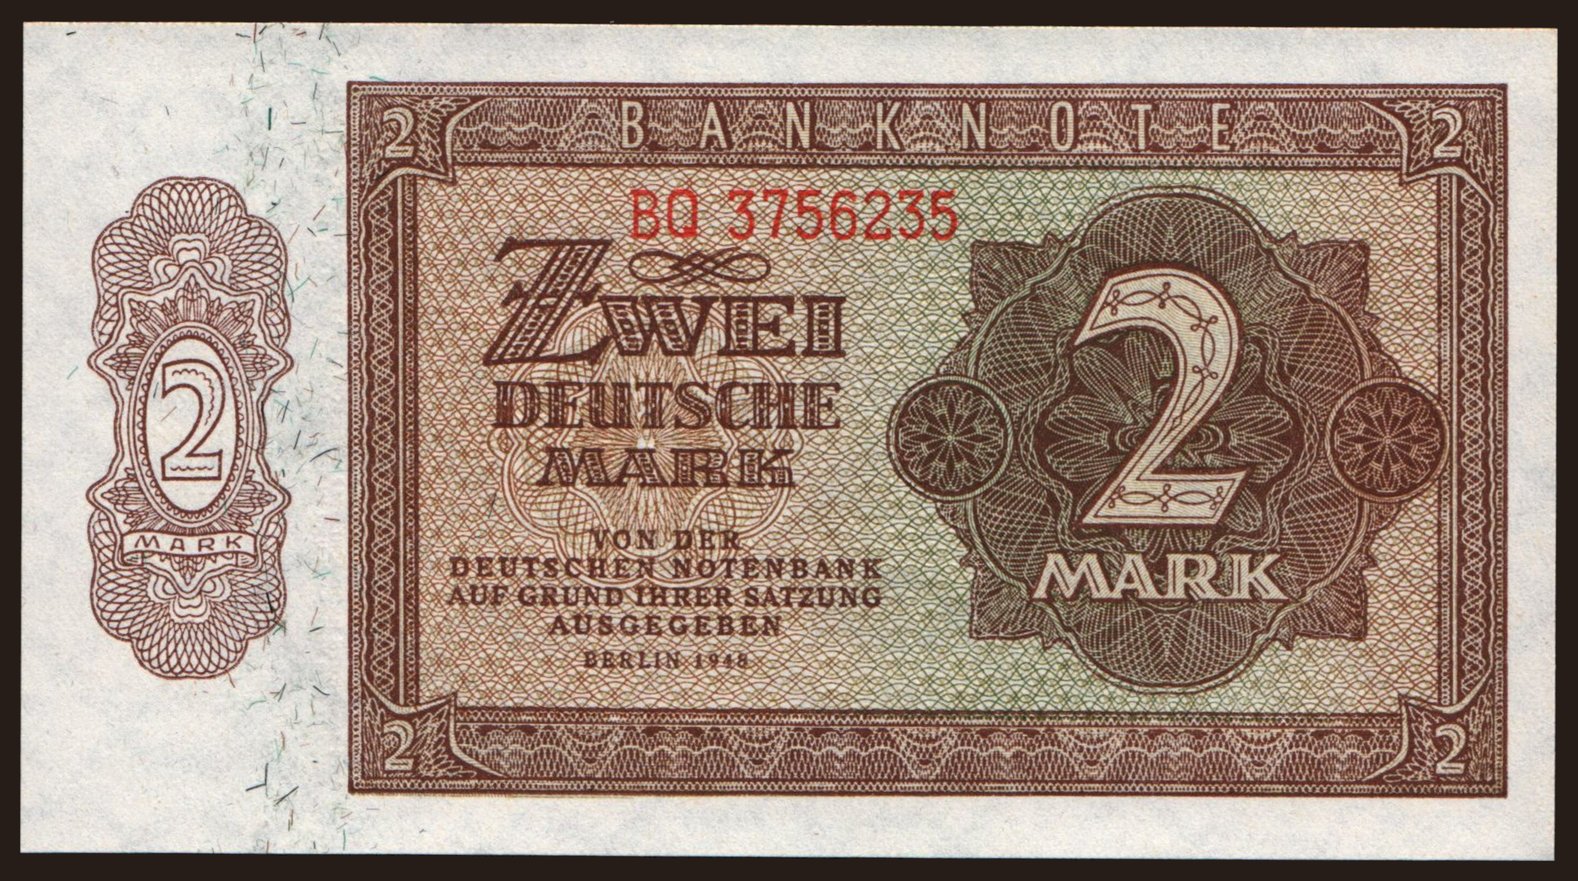 2 BANKNOTE 2
BQ 3756235
ZWEI
DEUTSCHE
MARK
VON DER
DEUTSCHEN NOTENBANK
AUF GRUND IHRER SATZUNG
AUSGEGEBEN
BERLIN 1948
2
MARK
2
MARK
2 2